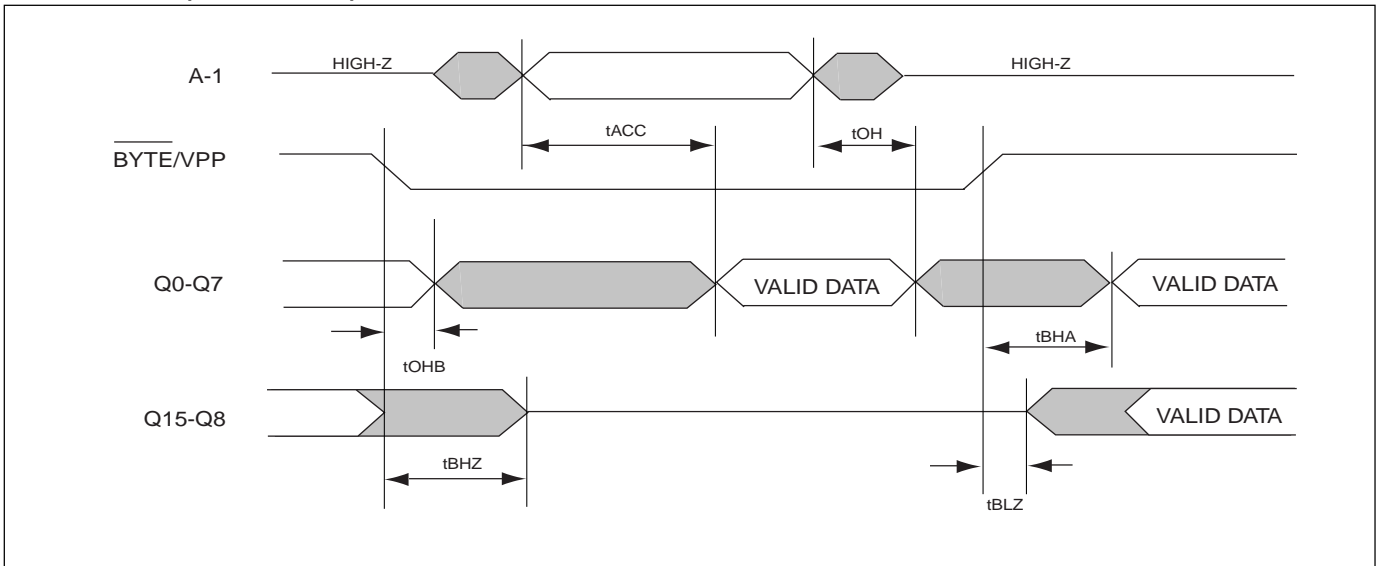 HIGH-Z
HIGH-Z
A-1
tACC
tOH
BYTE/VPP
Q0-Q7
VALID DATA
VALID DATA
tBHA
tOHB
Q15-Q8
VALID DATA
tBHZ
tBLZ